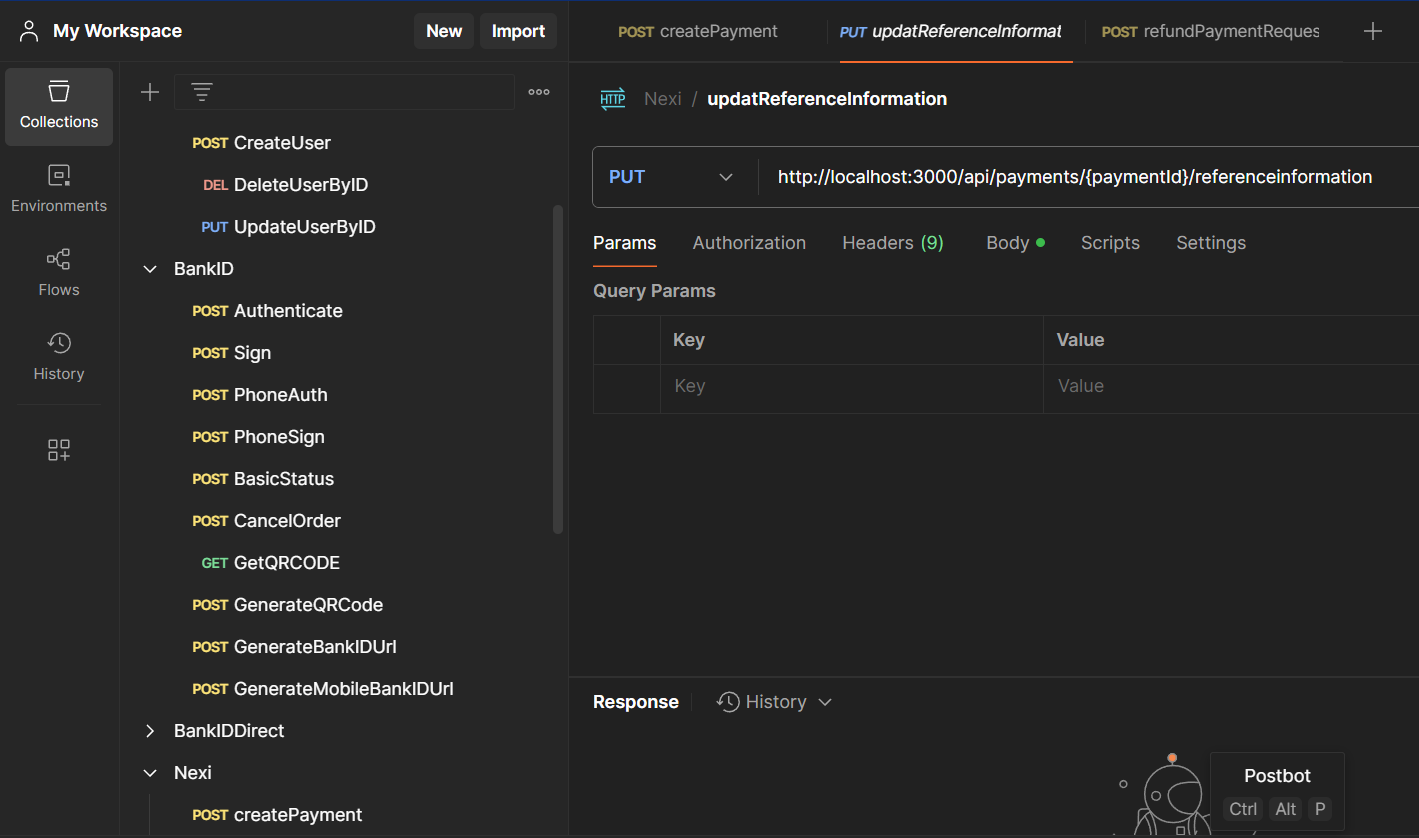 My Workspace
New
Import
POST createPayment
PUT updatReferenceInformat
POST refundPaymentReques
Collections
Environments
Flows
History
POST CreateUser
DEL DeleteUserByID
PUT UpdateUserByID
BankID
POST Authenticate
POST Sign
POST PhoneAuth
POST PhoneSign
POST BasicStatus
POST CancelOrder
GET GetQRCODE
POST GenerateQRCode
POST GenerateBankIDUrl
POST GenerateMobileBankIDUrl
BankIDDirect
Nexi
POST createPayment
HTTP Nexi / updatReferenceInformation
PUT
http://localhost:3000/api/payments/{paymentId}/referenceinformation
Params Authorization Headers (9) Body Scripts Settings
Query Params
Key Value
Key Value
Response
History
Postbot
Ctrl Alt P